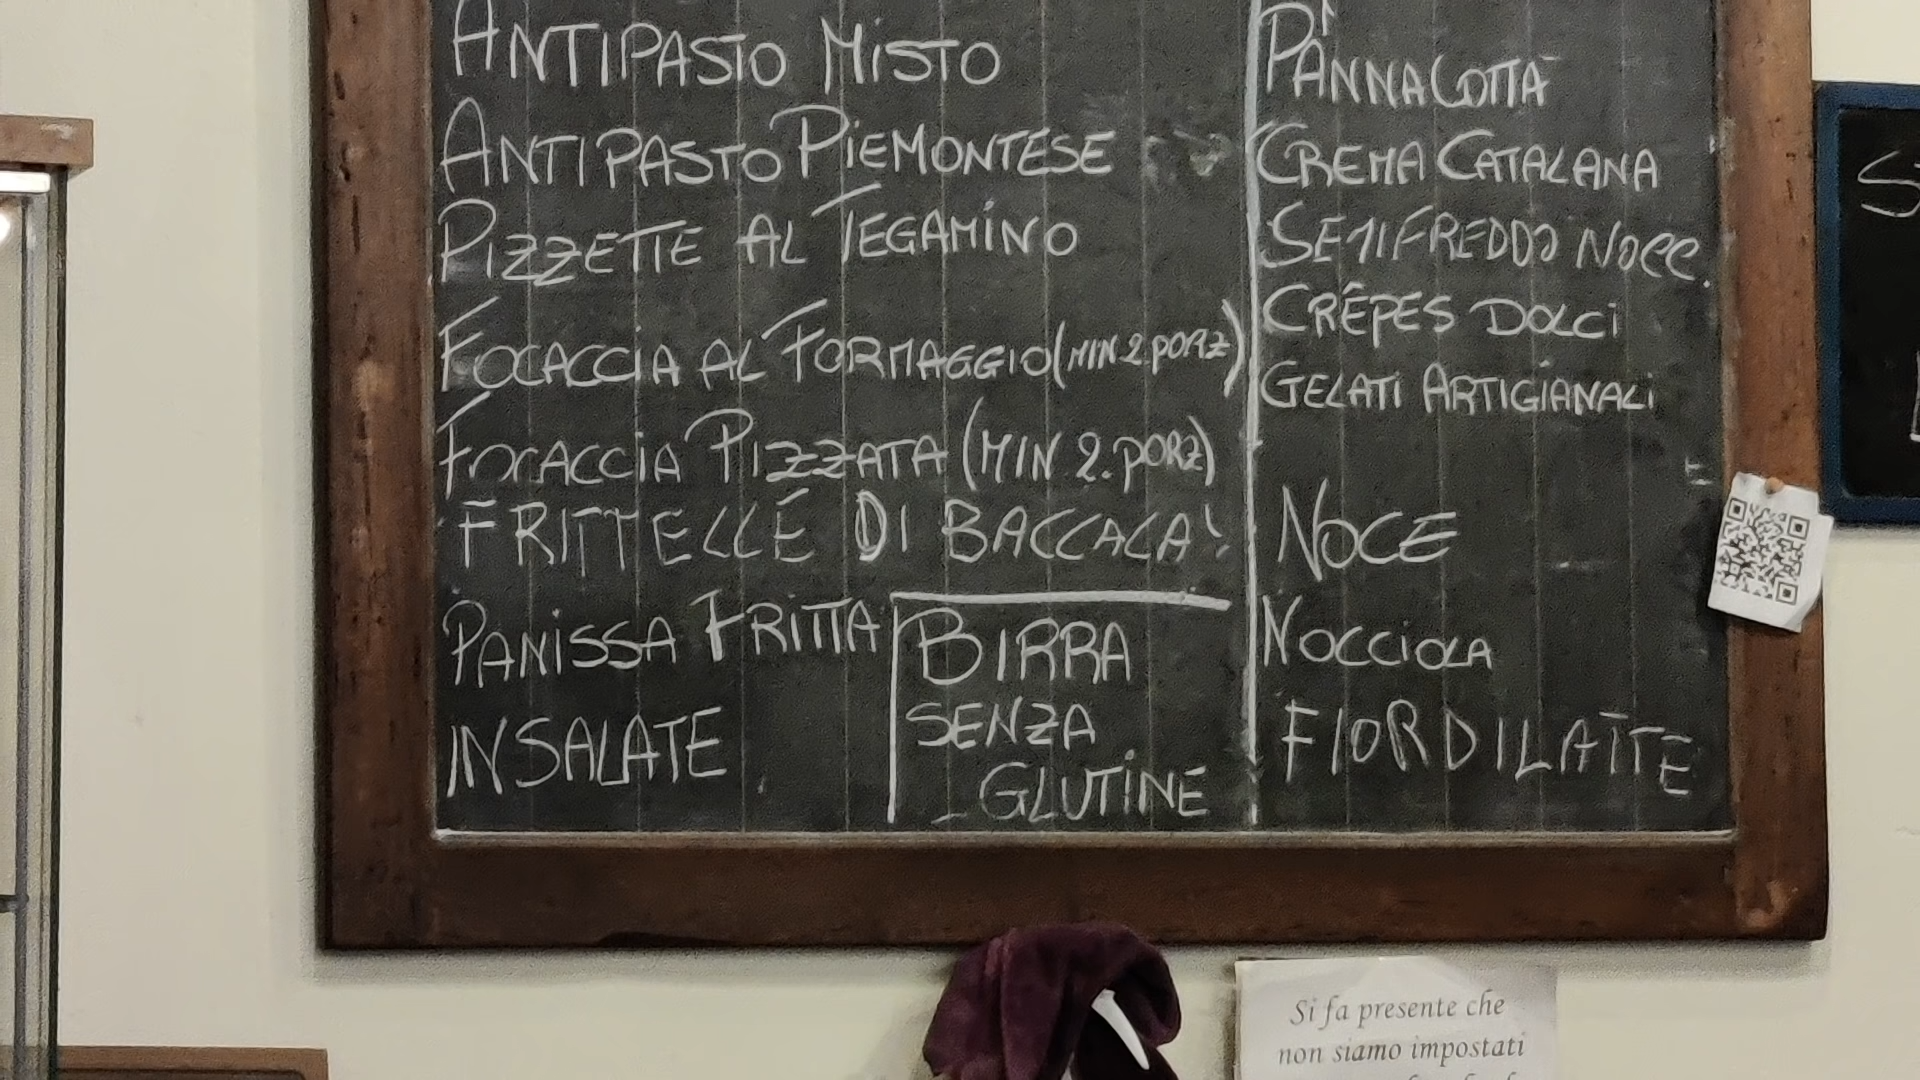 ANTIPASTO MISTO
ANTIPASTO PIEMONTESE
PIZZETTE AL TEGAMINO
FOCACCIA AL FORMAGGIO (MIN 2. PORZ)
FOCACCIA PIZZATA (MIN 2. PORZ)
FRITTELLE DI BACCALA'
PANISSA FRITTA
INSALATE
BIRRA
SENZA
GLUTINE
PANNACOTTA
CREMA CATALANA
SEMIFREDDO NOCC.
CRÊPES DOLCI
GELATI ARTIGIANALI
NOCE
NOCCIOLA
FIORDILATTE
S
Si fa presente che
non siamo impostati